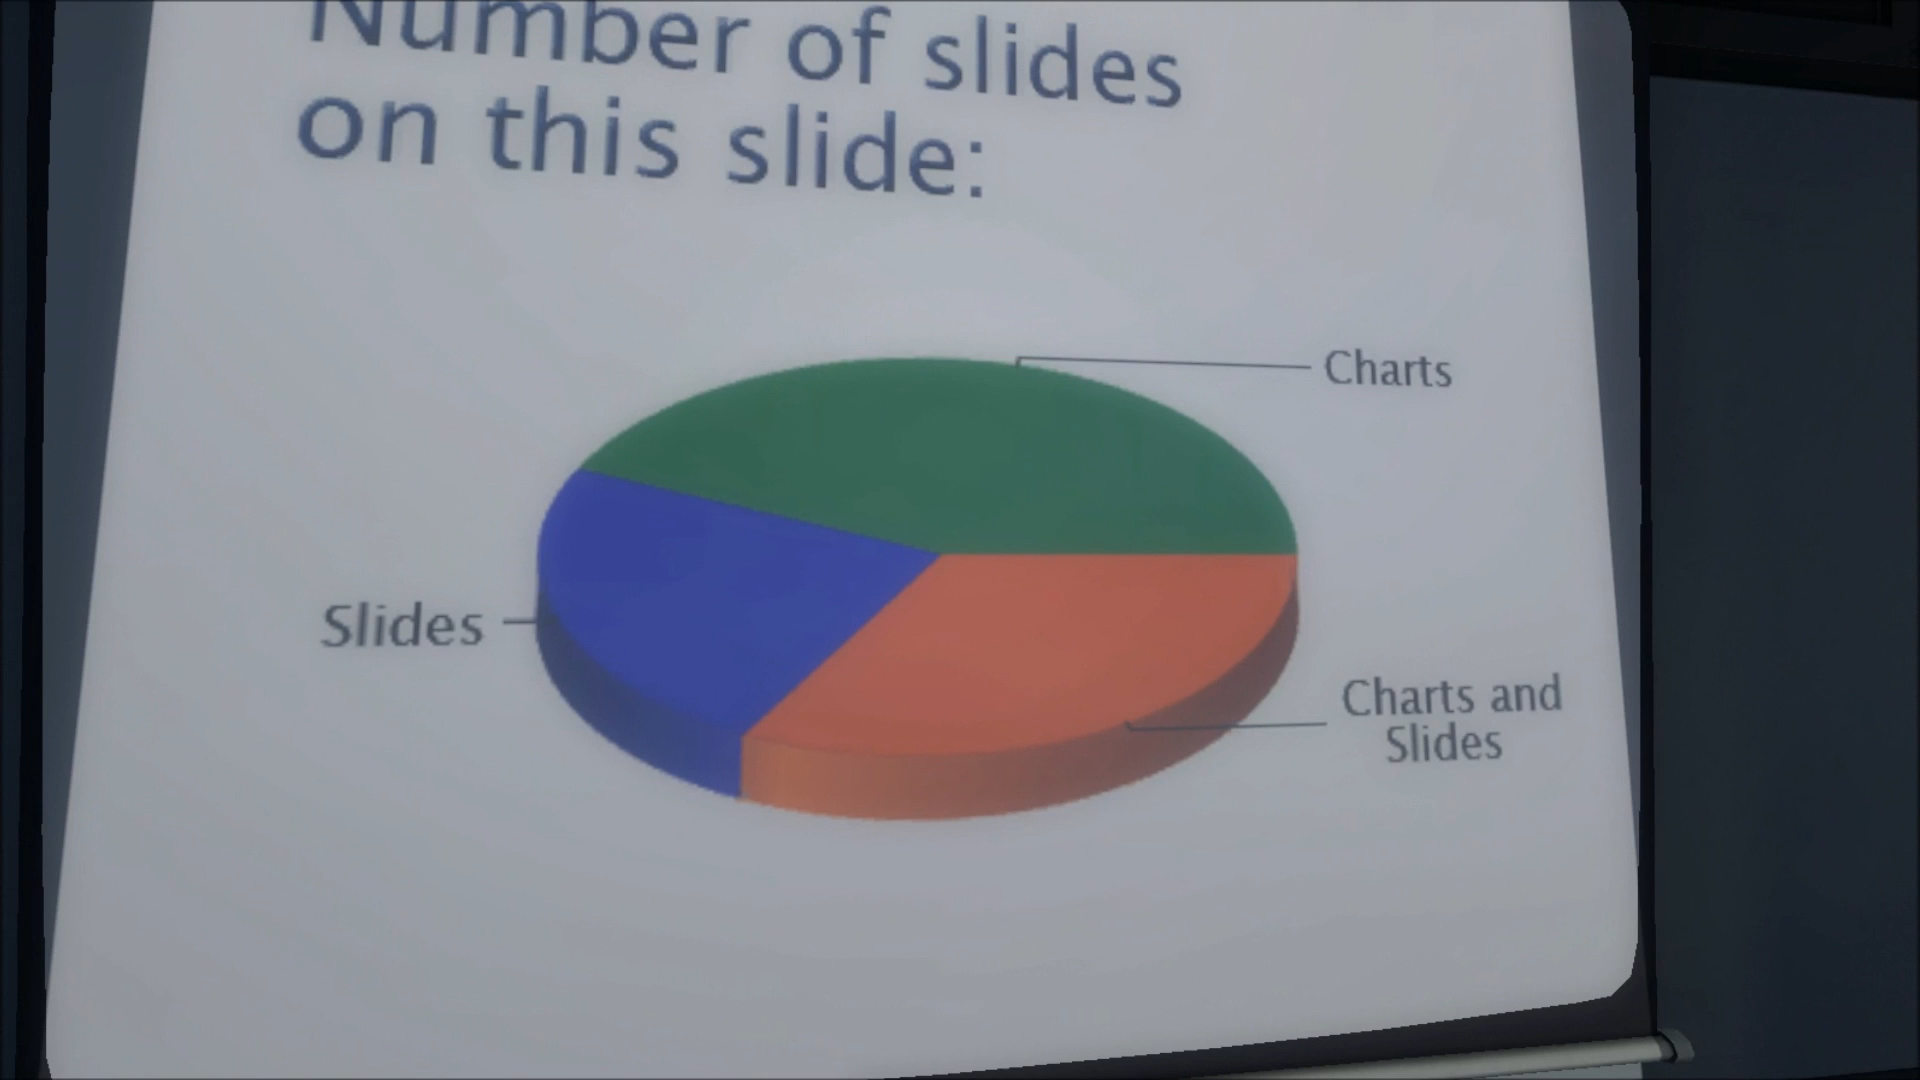 Number of slides
on this slide:
Charts
Slides
Charts and
Slides